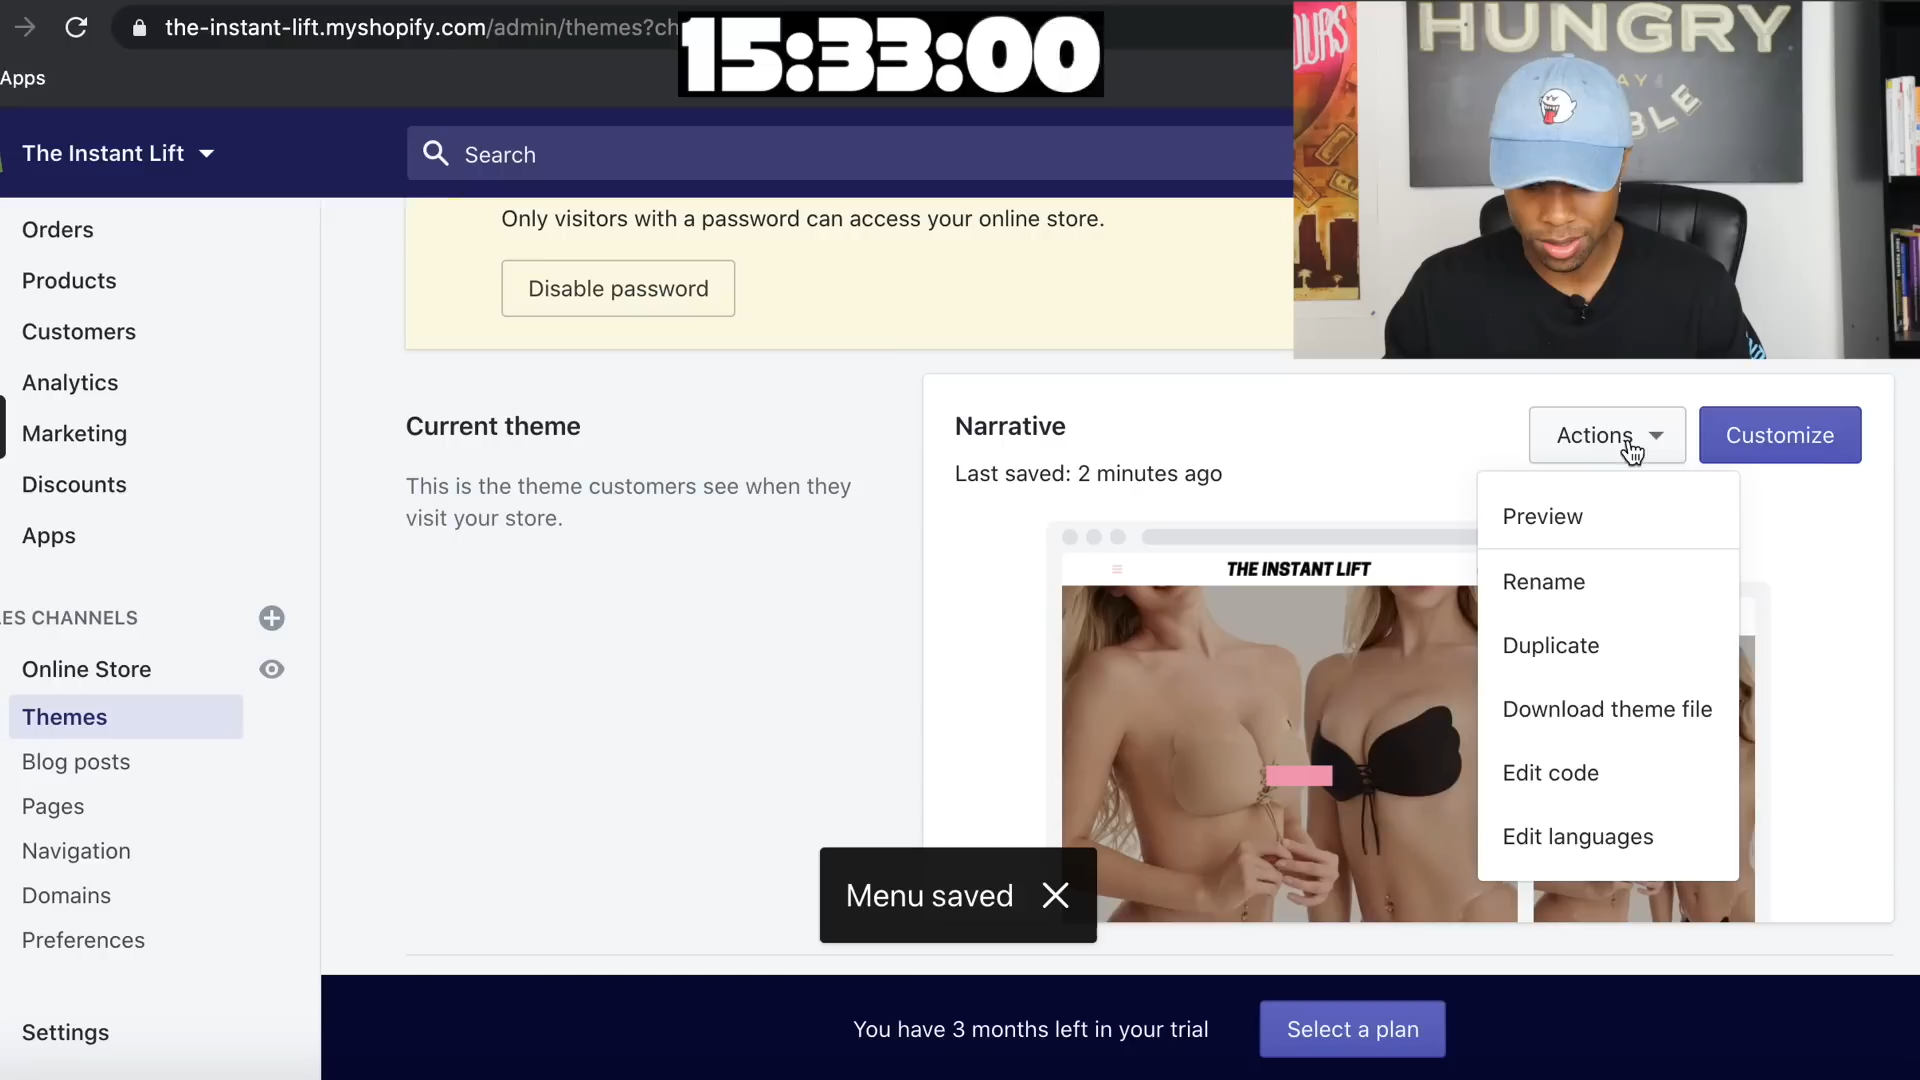 the-instant-lift.myshopify.com/admin/themes?ch
15:33:00
HUNGRY
AY
BLE
Apps
The Instant Lift
Search
Orders
Products
Customers
Analytics
Marketing
Discounts
Apps
ES CHANNELS
Online Store
Themes
Blog posts
Pages
Navigation
Domains
Preferences
Settings
Only visitors with a password can access your online store.
Disable password
Current theme
This is the theme customers see when they
visit your store.
Narrative
Last saved: 2 minutes ago
Actions
Customize
Preview
Rename
Duplicate
Download theme file
Edit code
Edit languages
THE INSTANT LIFT
Menu saved
You have 3 months left in your trial
Select a plan